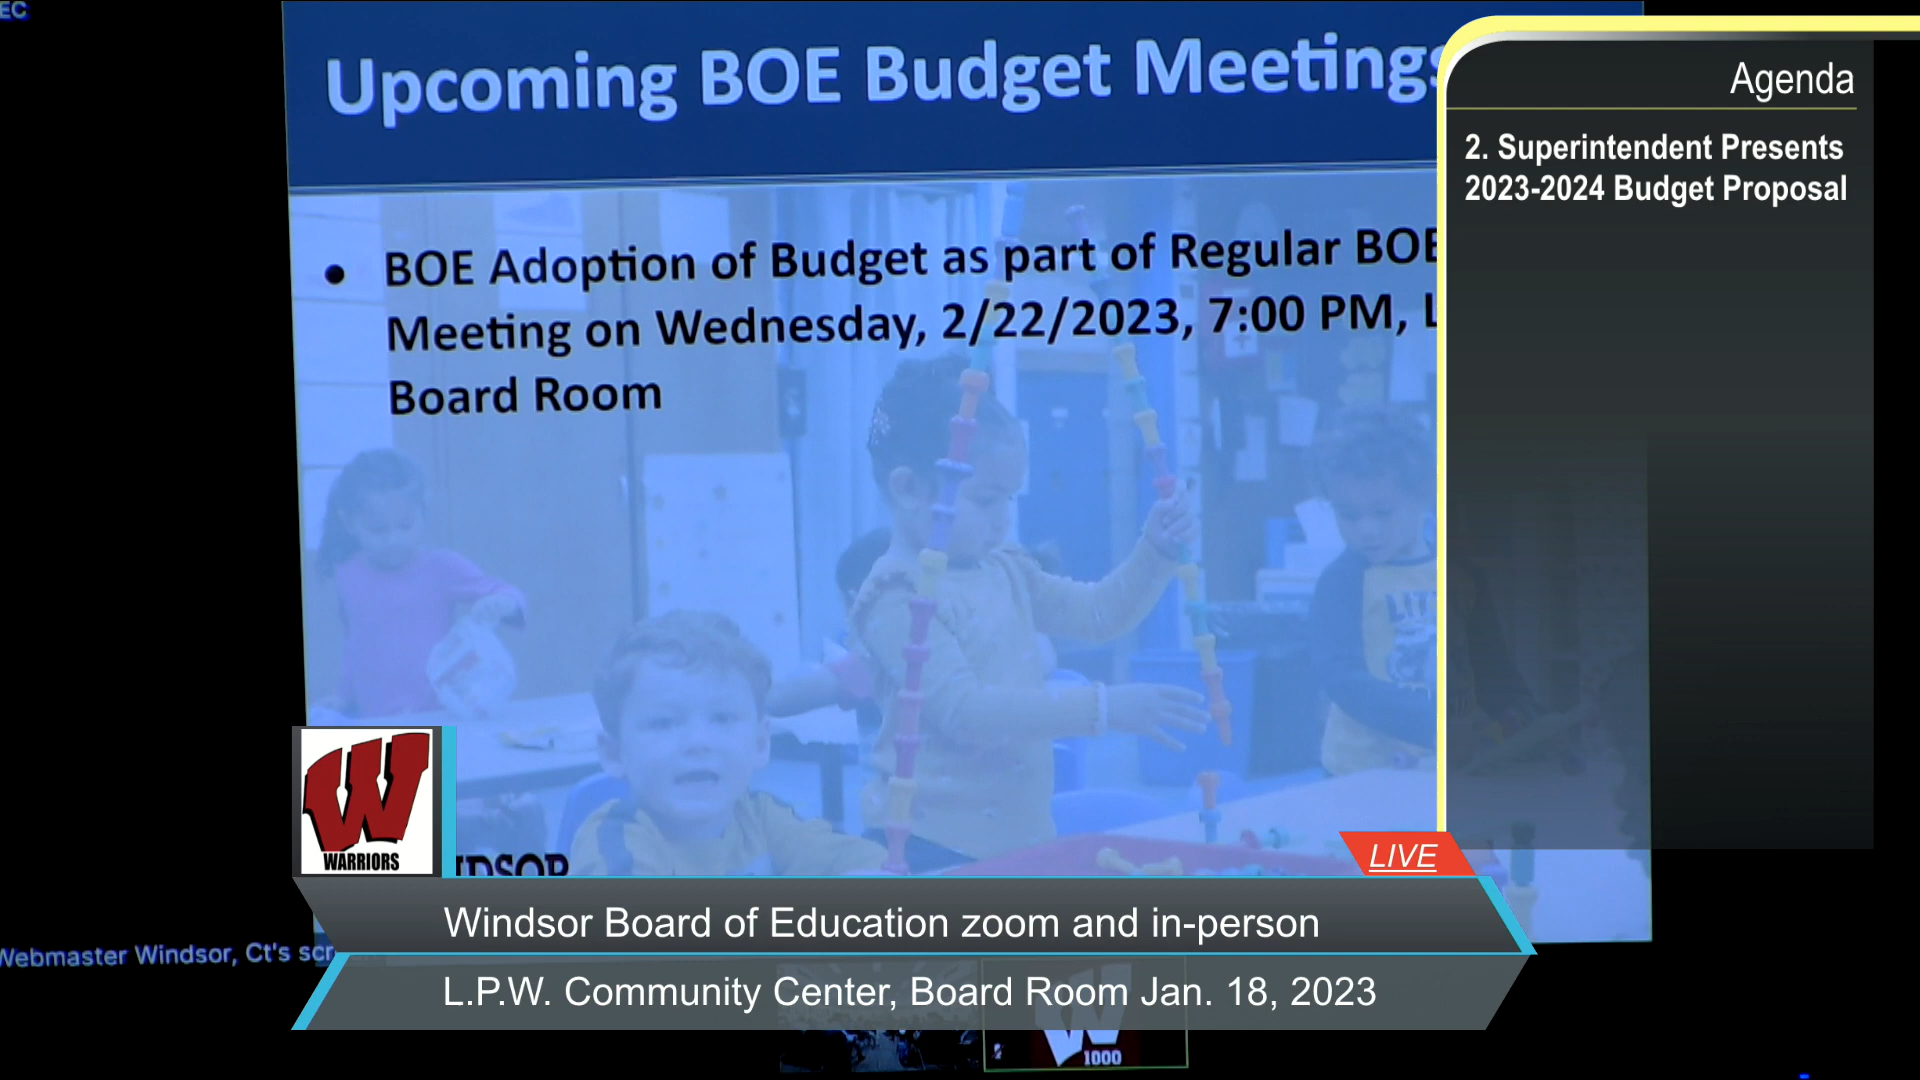 EC
Upcoming BOE Budget Meetings
Agenda
2. Superintendent Presents
2023-2024 Budget Proposal
• BOE Adoption of Budget as part of Regular BOE
Meeting on Wednesday, 2/22/2023, 7:00 PM, L
Board Room
W
WARRIORS
LIVE
Windsor Board of Education zoom and in-person
Webmaster Windsor, Ct's scr
L.P.W. Community Center, Board Room Jan. 18, 2023
W
1000